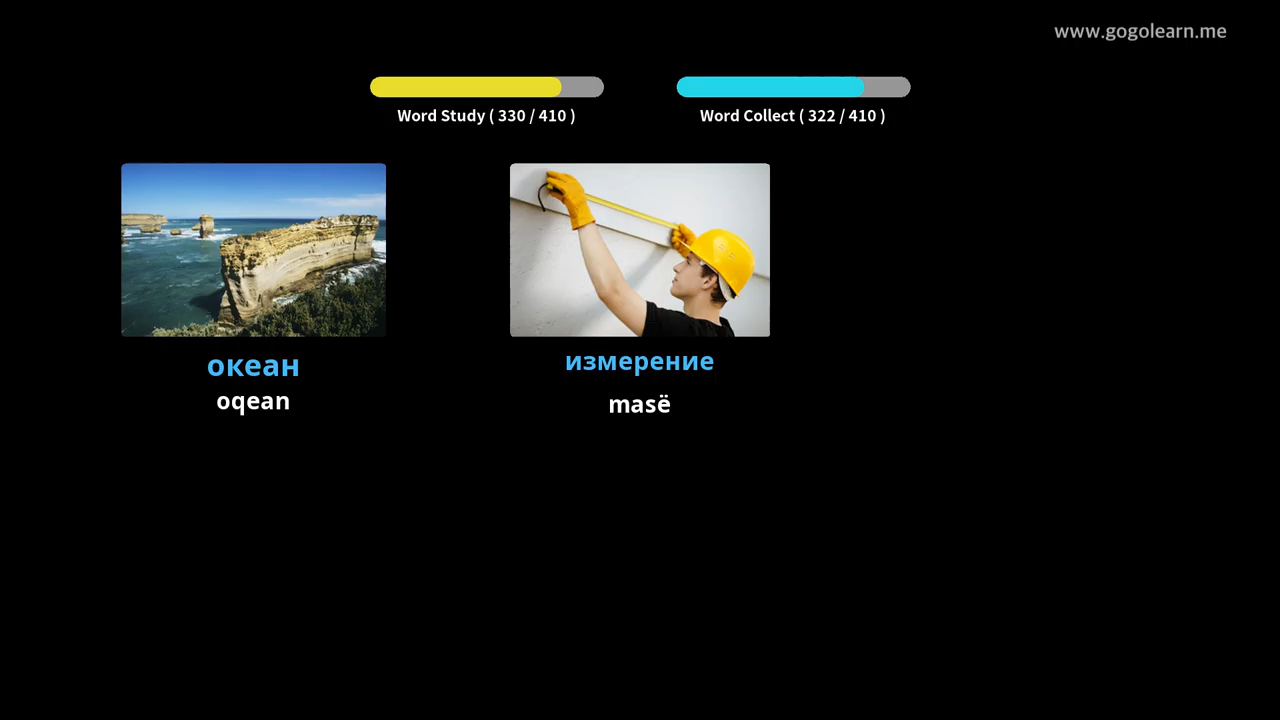 www.gogolearn.me
Word Study ( 330 / 410 )
Word Collect ( 322 / 410 )
океан
oqean
измерение
masë